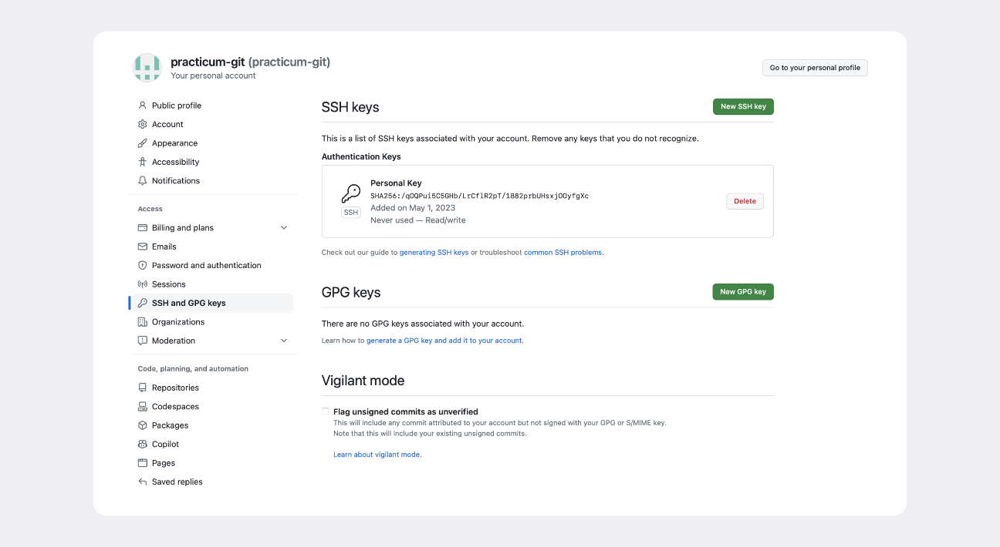 practicum-git (practicum-git)
Your personal account
Go to your personal profile
Public profile
Account
Appearance
Accessibility
Notifications
Access
Billing and plans
Emails
Password and authentication
Sessions
SSH and GPG keys
Organizations
Moderation
Code, planning, and automation
Repositories
Codespaces
Packages
Copilot
Pages
Saved replies
SSH keys
New SSH key
This is a list of SSH keys associated with your account. Remove any keys that you do not recognize.
Authentication Keys
SSH
Personal Key
SHA256:/qOQPui5C5GHb/LrCflR2pT/1882prbUHsxjOOyfgXc
Added on May 1, 2023
Never used — Read/write
Delete
Check out our guide to generating SSH keys or troubleshoot common SSH problems.
GPG keys
New GPG key
There are no GPG keys associated with your account.
Learn how to generate a GPG key and add it to your account.
Vigilant mode
Flag unsigned commits as unverified
This will include any commit attributed to your account but not signed with your GPG or S/MIME key.
Note that this will include your existing unsigned commits.
Learn about vigilant mode.